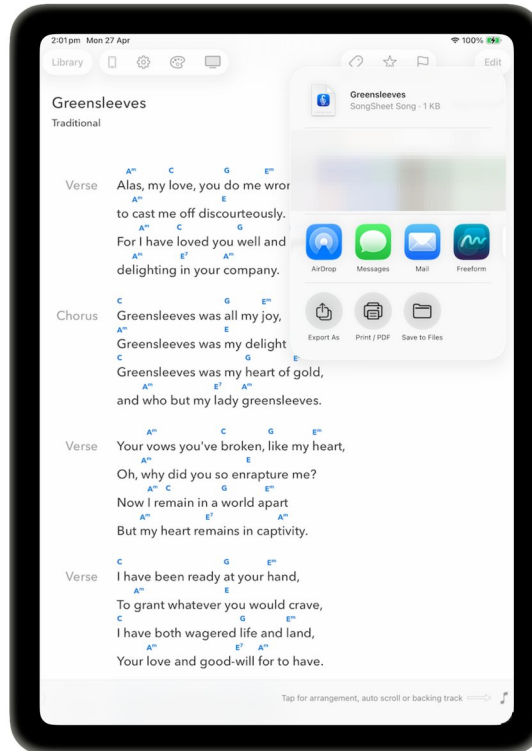 2:01 pm Mon 27 Apr
100%
Library
Edit
Greensleeves
SongSheet Song · 1 KB
AirDrop
Messages
Mail
Freeform
Export As
Print / PDF
Save to Files
Greensleeves
Traditional
Am C G Em
Verse Alas, my love, you do me
Am E
to cast me off discourteously.
Am C G
For I have loved you well and
Am E7 Am
delighting in your company.
C G Em
Chorus Greensleeves was all my joy,
Am E
Greensleeves was my delight
C G
Greensleeves was my heart of gold,
Am E7 Am
and who but my lady greensleeves.
Am C G Em
Verse Your vows you've broken, like my heart,
Am E
Oh, why did you so enrapture me?
Am C G Em
Now I remain in a world apart
Am E7 Am
But my heart remains in captivity.
C G Em
Verse I have been ready at your hand,
Am E
To grant whatever you would crave,
C G Em
I have both wagered life and land,
Am E7 Am
Your love and good-will for to have.
Tap for arrangement, auto scroll or backing track